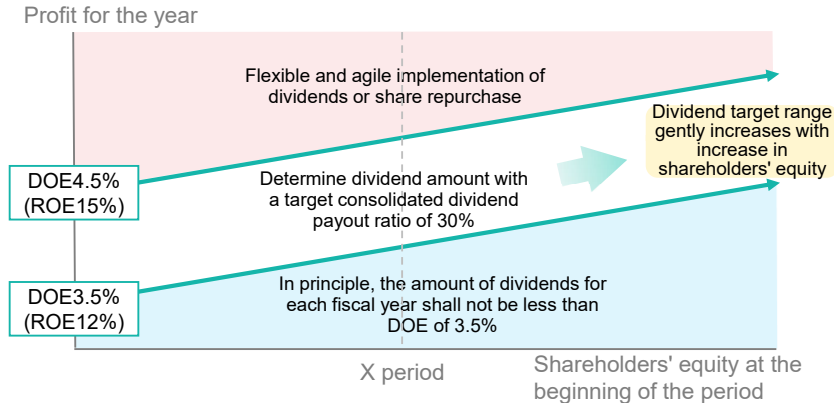 Profit for the year
Flexible and agile implementation of
dividends or share repurchase
Dividend target range
gently increases with
increase in
shareholders' equity
DOE4.5%
(ROE15%)
Determine dividend amount with
a target consolidated dividend
payout ratio of 30%
DOE3.5%
(ROE12%)
In principle, the amount of dividends for
each fiscal year shall not be less than
DOE of 3.5%
X period
Shareholders' equity at the
beginning of the period